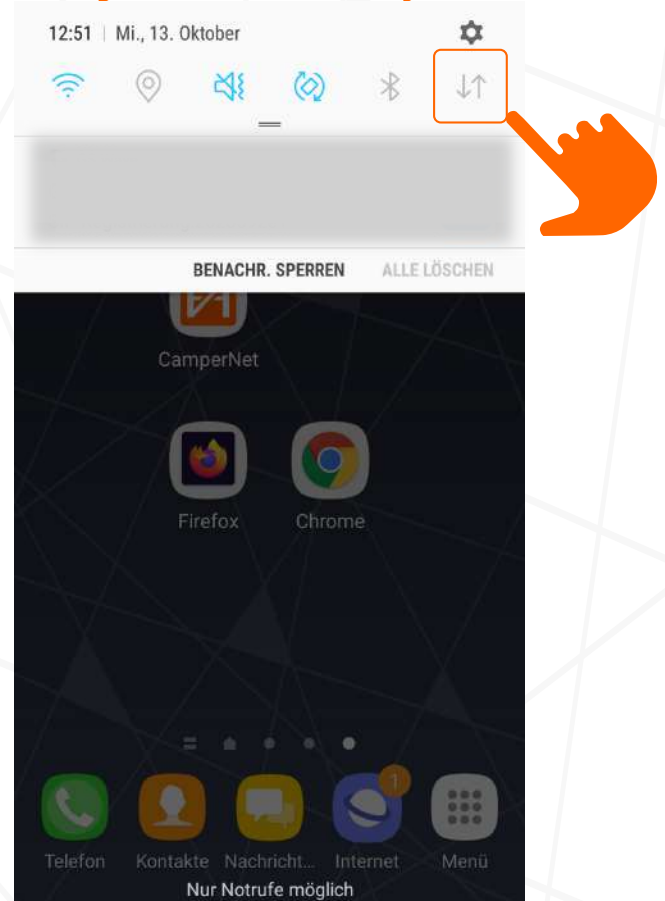 12:51 | Mi., 13. Oktober
BENACHR. SPERREN ALLE LÖSCHEN
CamperNet
Firefox Chrome
1
Telefon Kontakte Nachricht... Internet Menü
Nur Notrufe möglich